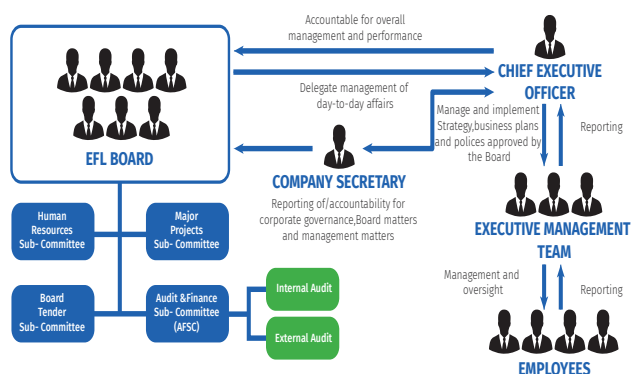 Accountable for overall
management and performance
CHIEF EXECUTIVE
OFFICER
Delegate management of
day-to-day affairs
EFL BOARD
Manage and implement
Strategy,business plans
and polices approved by
the Board
Reporting
COMPANY SECRETARY
Reporting of/accountability for
corporate governance,Board matters
and management matters
EXECUTIVE MANAGEMENT
TEAM
Human
Resources
Sub- Committee
Major
Projects
Sub- Committee
Board
Tender
Sub- Committee
Audit &Finance
Sub- Committee
(AFSC)
Internal Audit
External Audit
Management and
oversight
Reporting
EMPLOYEES